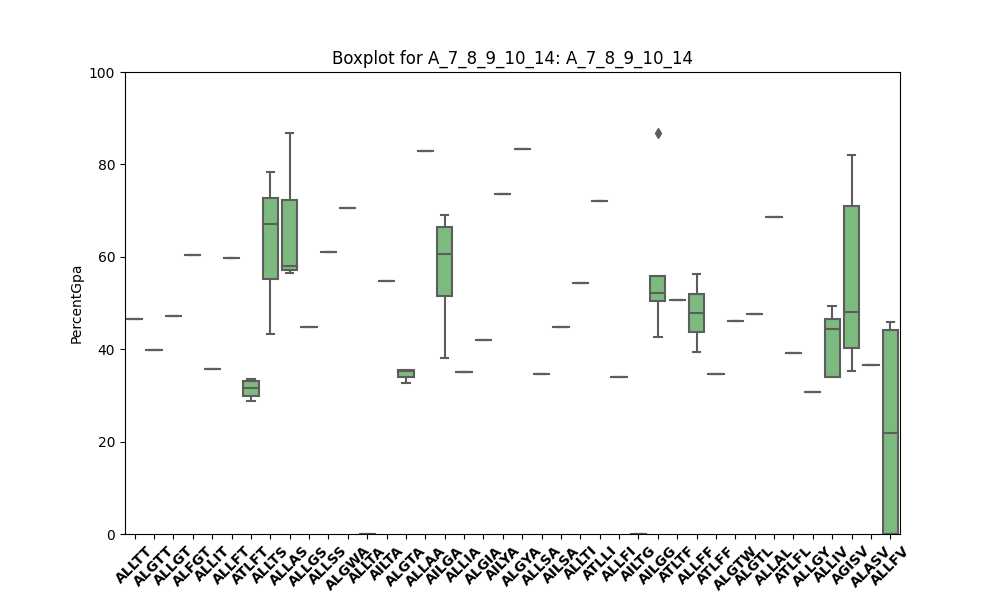 Boxplot for A_7_8_9_10_14: A_7_8_9_10_14
100
80
60
40
20
0
PercentGpa
ALLTT
ALGTT
ALLGT
ALFGT
ALLIT
ALLFT
ATLFT
ALLTS
ALLAS
ALLGS
ALLSS
ALGWA
ALLTA
AILTA
ALGTA
ALLAA
AILGA
ALLIA
ALGIA
AILYA
ALGYA
ALLSA
AILSA
ALLTI
ATLLI
ALLFI
AILTG
AILGG
ATLTF
ALLFF
ATLFF
ALGTW
ALGTL
ALLAL
ATLFL
ALLGY
ALLIV
AGISV
ALASV
ALLFV